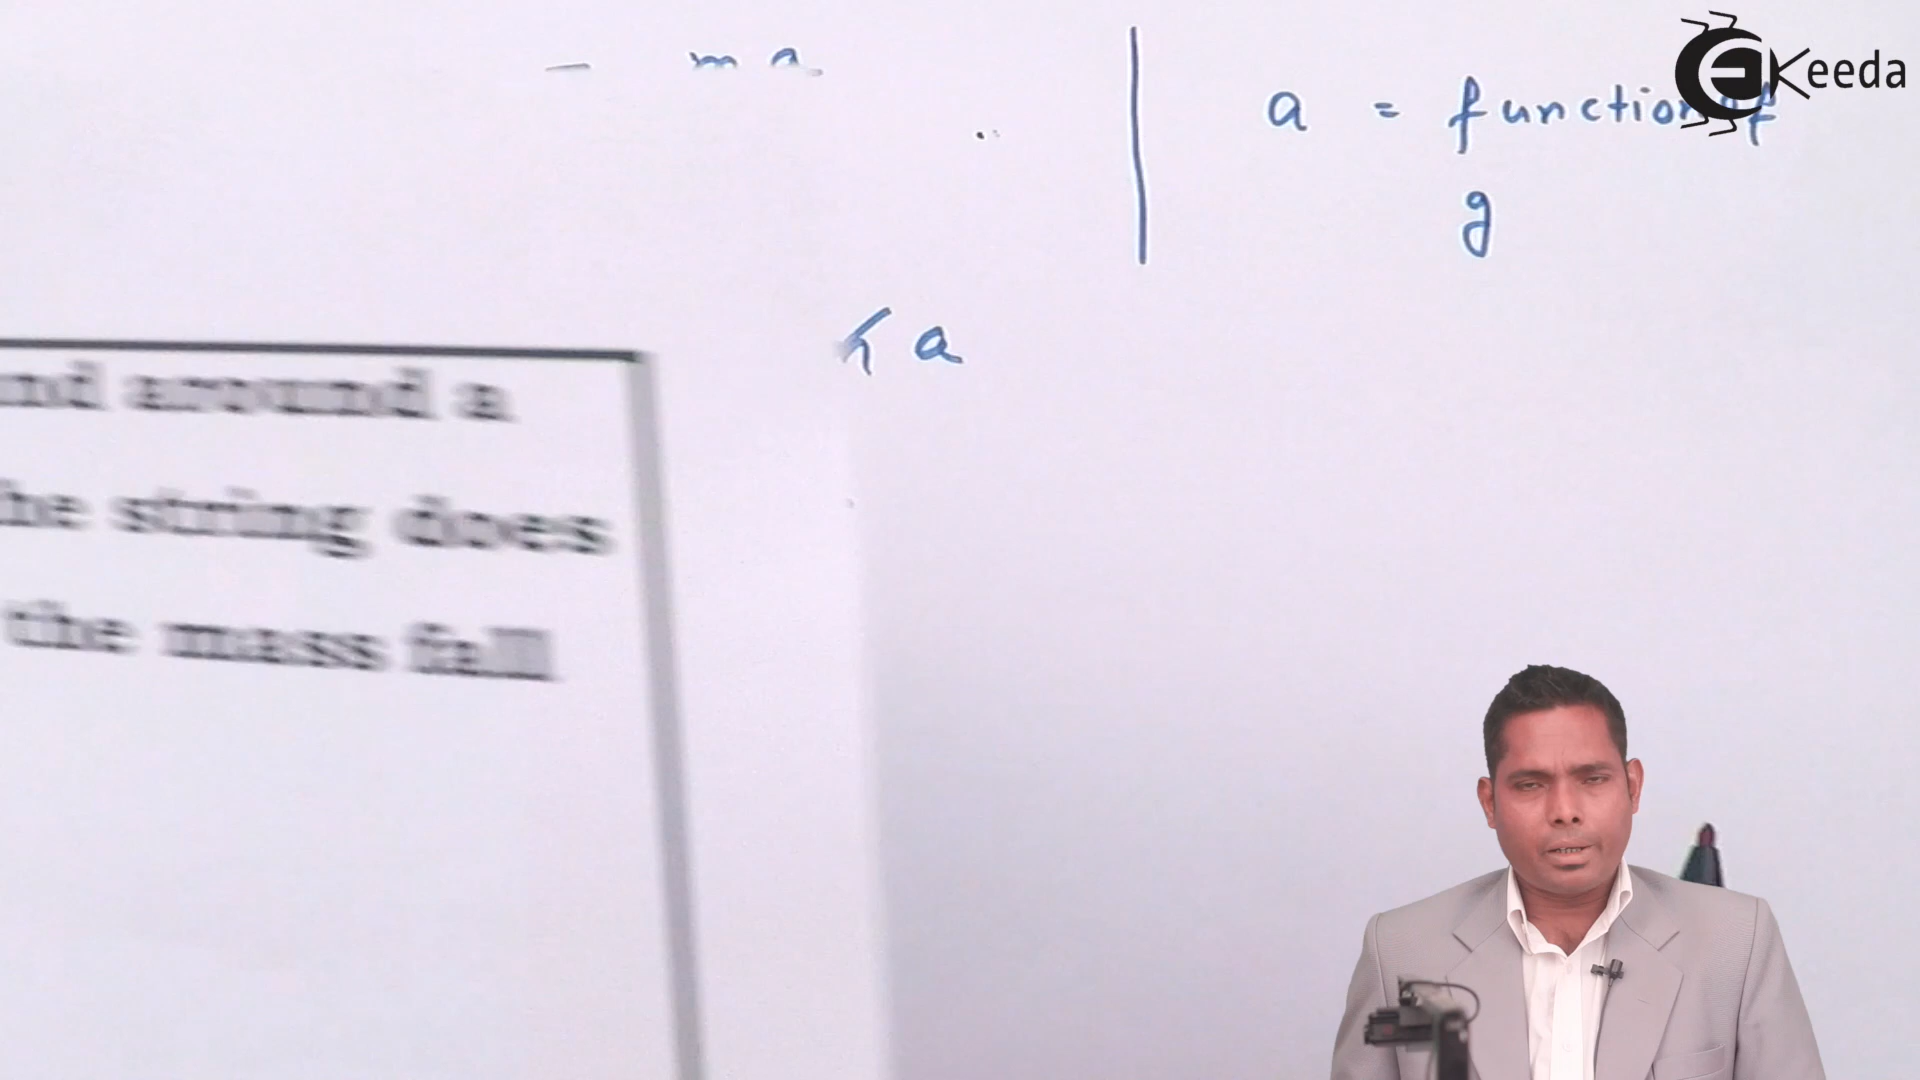 - ma
a = function of
g
a
nd around a
he string does
the mass fall
Keeda